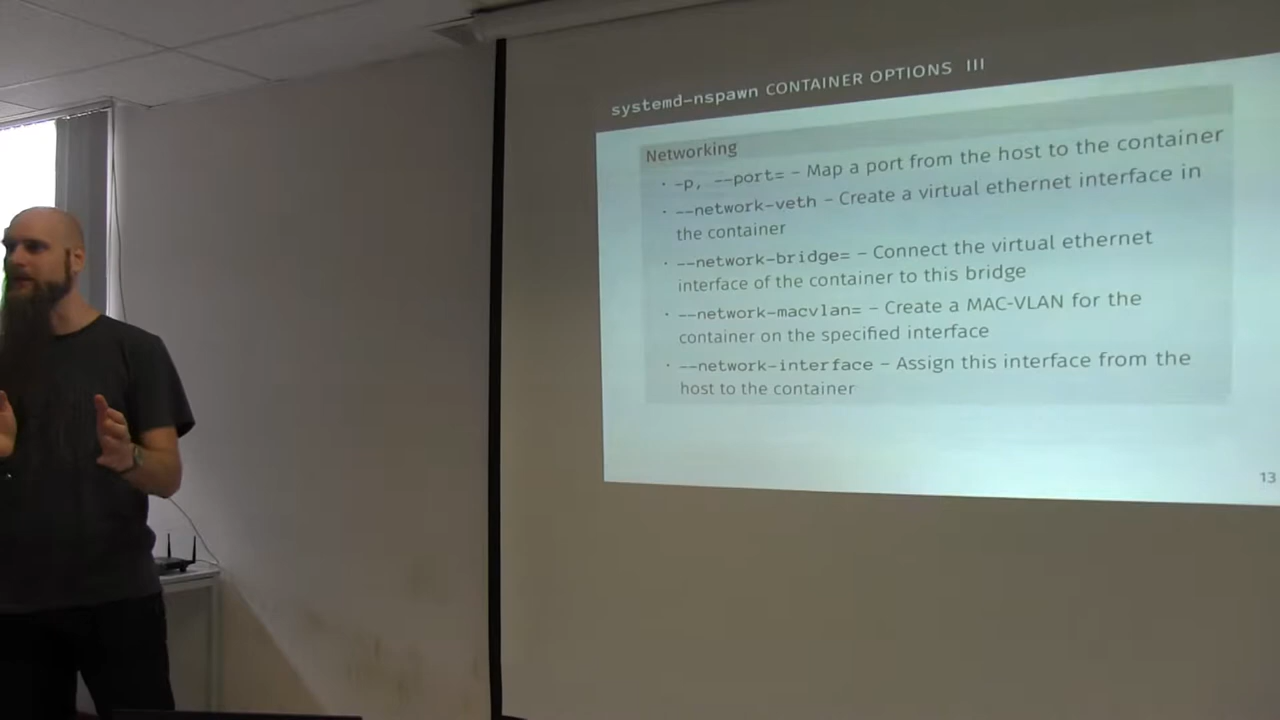 systemd-nspawn CONTAINER OPTIONS III
Networking
· -p, --port= – Map a port from the host to the container
· --network-veth – Create a virtual ethernet interface in
the container
· --network-bridge= – Connect the virtual ethernet
interface of the container to this bridge
· --network-macvlan= – Create a MAC-VLAN for the
container on the specified interface
· --network-interface – Assign this interface from the
host to the container
13